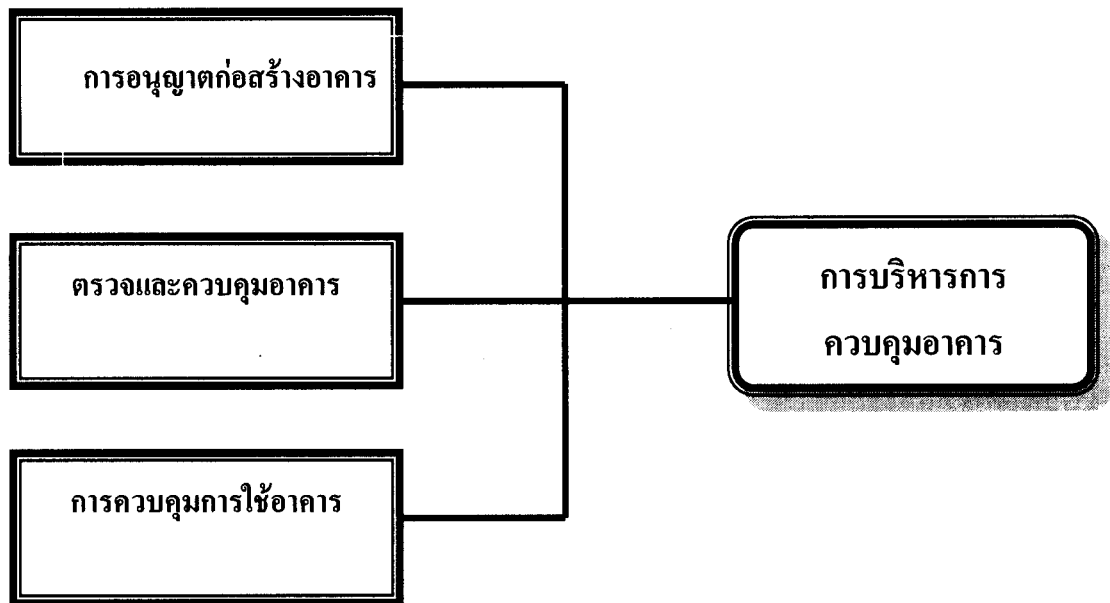 การอนุญาตก่อสร้างอาคาร
ตรวจและควบคุมอาคาร
การควบคุมการใช้อาคาร
การบริหารการ
ควบคุมอาคาร